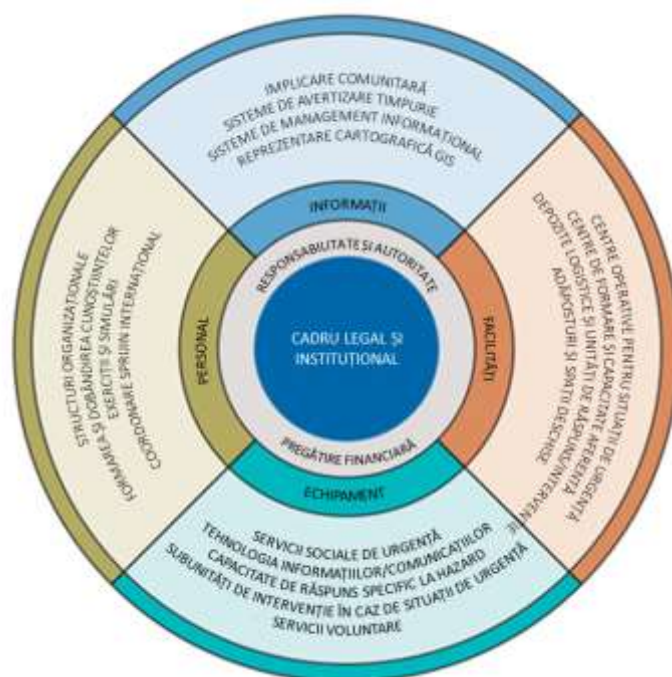 IMPLICARE COMUNITARĂ
SISTEME DE AVERTIZARE TIMPURIE
SISTEME DE MANAGEMENT INFORMAȚIONAL
REPREZENTARE CARTOGRAFICĂ GIS
INFORMAȚII
RESPONSABILITATE ȘI AUTORITATE
CADRU LEGAL ȘI
INSTITUȚIONAL
PREGĂTIRE FINANCIARĂ
FACILITĂȚI
CENTRE OPERATIVE PENTRU SITUAȚII DE URGENȚĂ
CENTRE DE FORMARE ȘI CAPACITATE AFERENTĂ
DEPOZITE LOGISTICE ȘI UNITĂȚI DE RĂSPUNS/INTERVENȚIE
ADĂPOSTURI ȘI SPAȚII DESCHISE
ECHIPAMENT
SERVICII SOCIALE DE URGENȚĂ
TEHNOLOGIA INFORMAȚIILOR/COMUNICAȚIILOR
CAPACITATE DE RĂSPUNS SPECIFIC LA HAZARD
SUBUNITĂȚI DE INTERVENȚIE ÎN CAZ DE SITUAȚII DE URGENȚĂ
SERVICII VOLUNTARE
PERSONAL
STRUCTURI ORGANIZAȚIONALE
FORMAREA ȘI DOBÂNDIREA CUNOȘTIINȚELOR
EXERCIȚII ȘI SIMULĂRI
COORDONARE SPRIJIN INTERNAȚIONAL